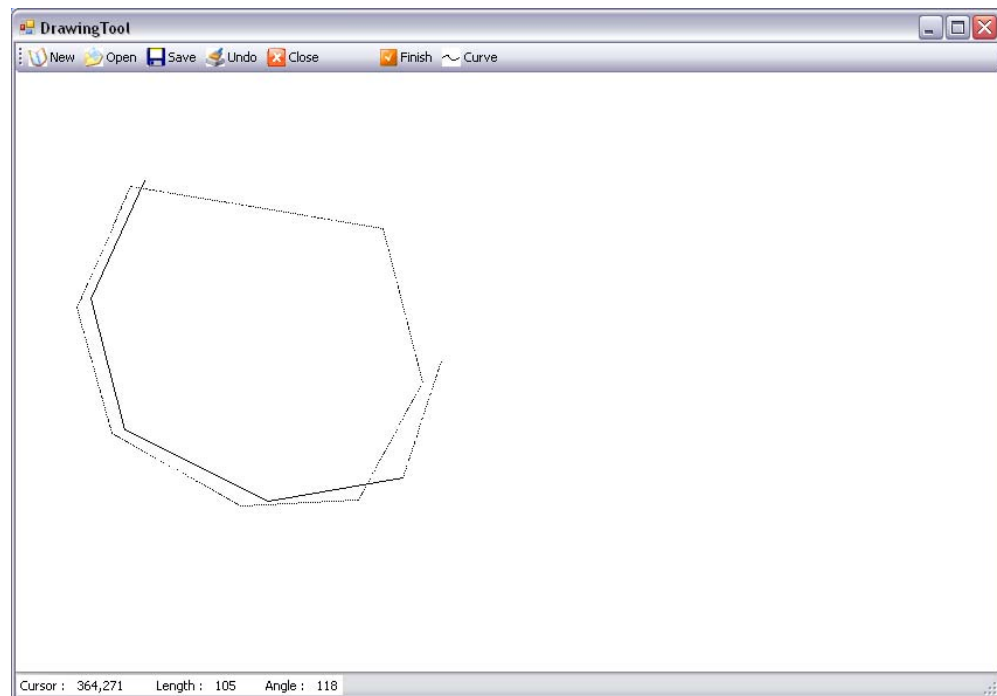 DrawingTool
New Open Save Undo Close Finish Curve
Cursor : 364,271 Length : 105 Angle : 118